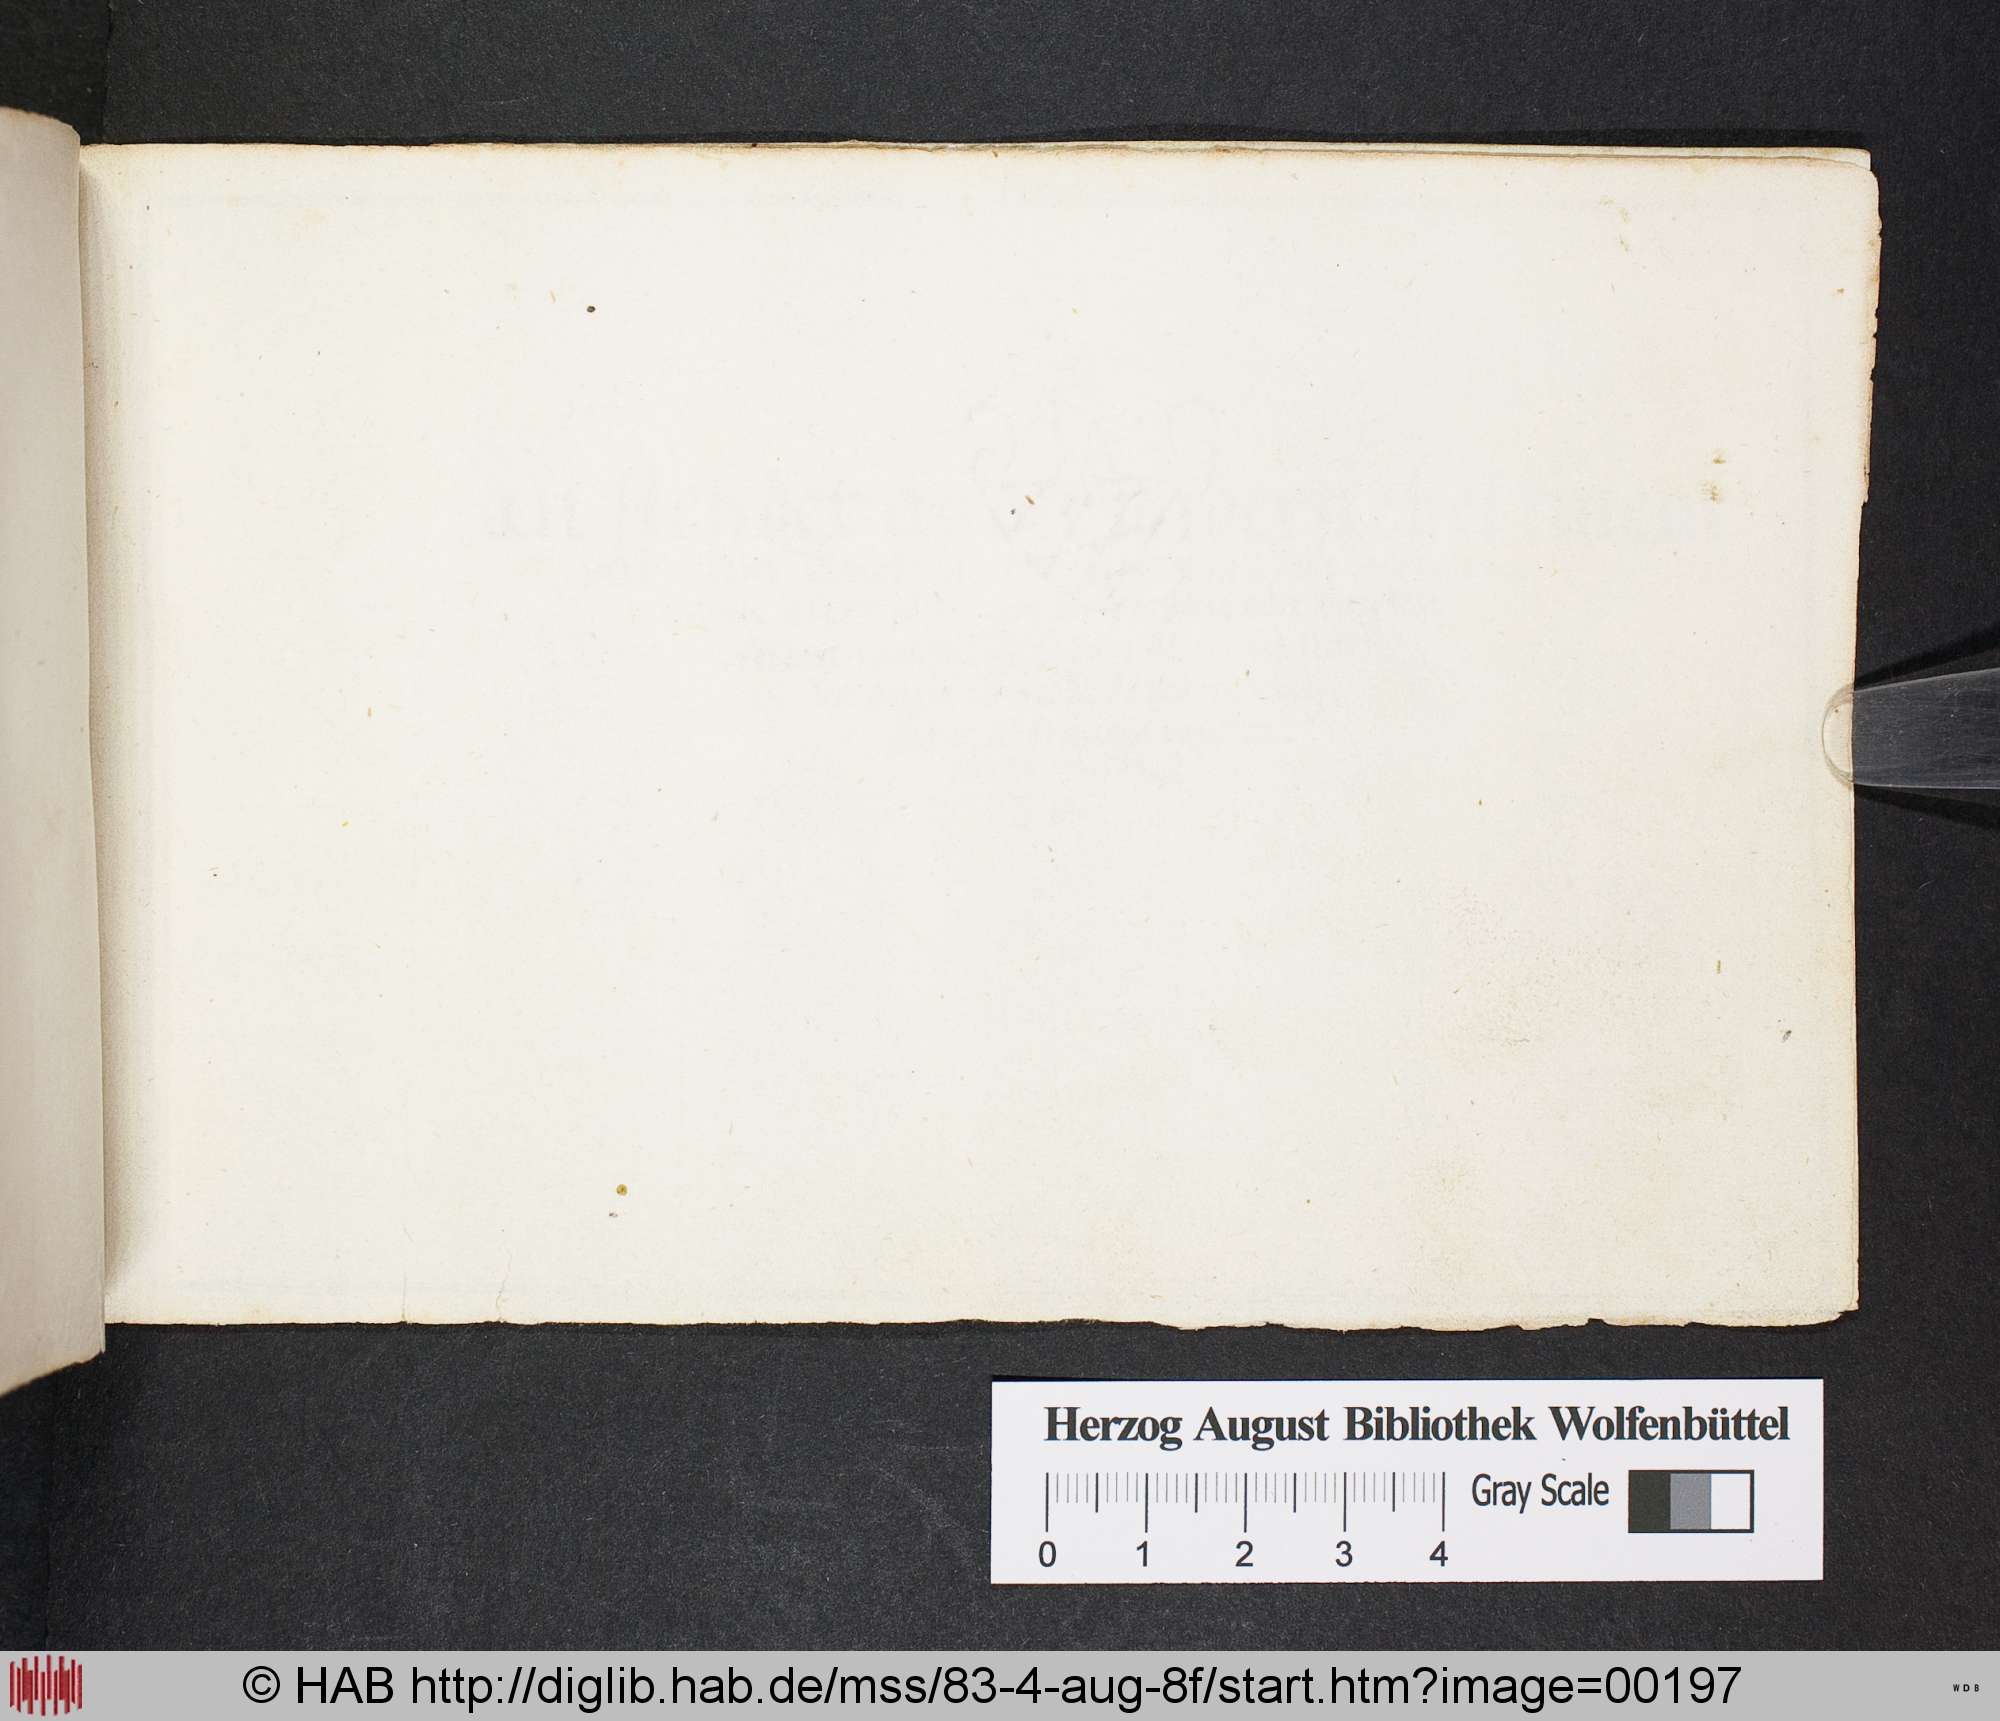 Herzog August Bibliothek Wolfenbüttel
Gray Scale
0 1 2 3 4
© HAB http://diglib.hab.de/mss/83-4-aug-8f/start.htm?image=00197
WDB